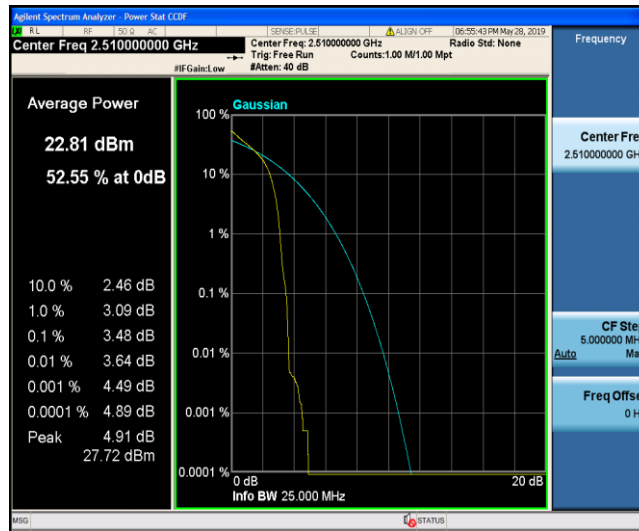 Agilent Spectrum Analyzer - Power Stat CCDF
RL RF 50 Ω AC SENSE:PULSE ALIGN OFF 06:55:43 PM May 28, 2019
Center Freq 2.510000000 GHz
Center Freq: 2.510000000 GHz Radio Std: None
Trig: Free Run Counts:1.00 M/1.00 Mpt
#IFGain:Low #Atten: 40 dB
Frequency
Average Power
22.81 dBm
52.55 % at 0dB
10.0 % 2.46 dB
1.0 % 3.09 dB
0.1 % 3.48 dB
0.01 % 3.64 dB
0.001 % 4.49 dB
0.0001 % 4.89 dB
Peak 4.91 dB
27.72 dBm
Gaussian
100 %
10 %
1 %
0.1 %
0.01 %
0.001 %
0.0001 %
0 dB 20 dB
Info BW 25.000 MHz
Center Fre
2.510000000 GH
CF Ste
5.000000 MH
Auto Ma
Freq Offse
0 H
MSG STATUS